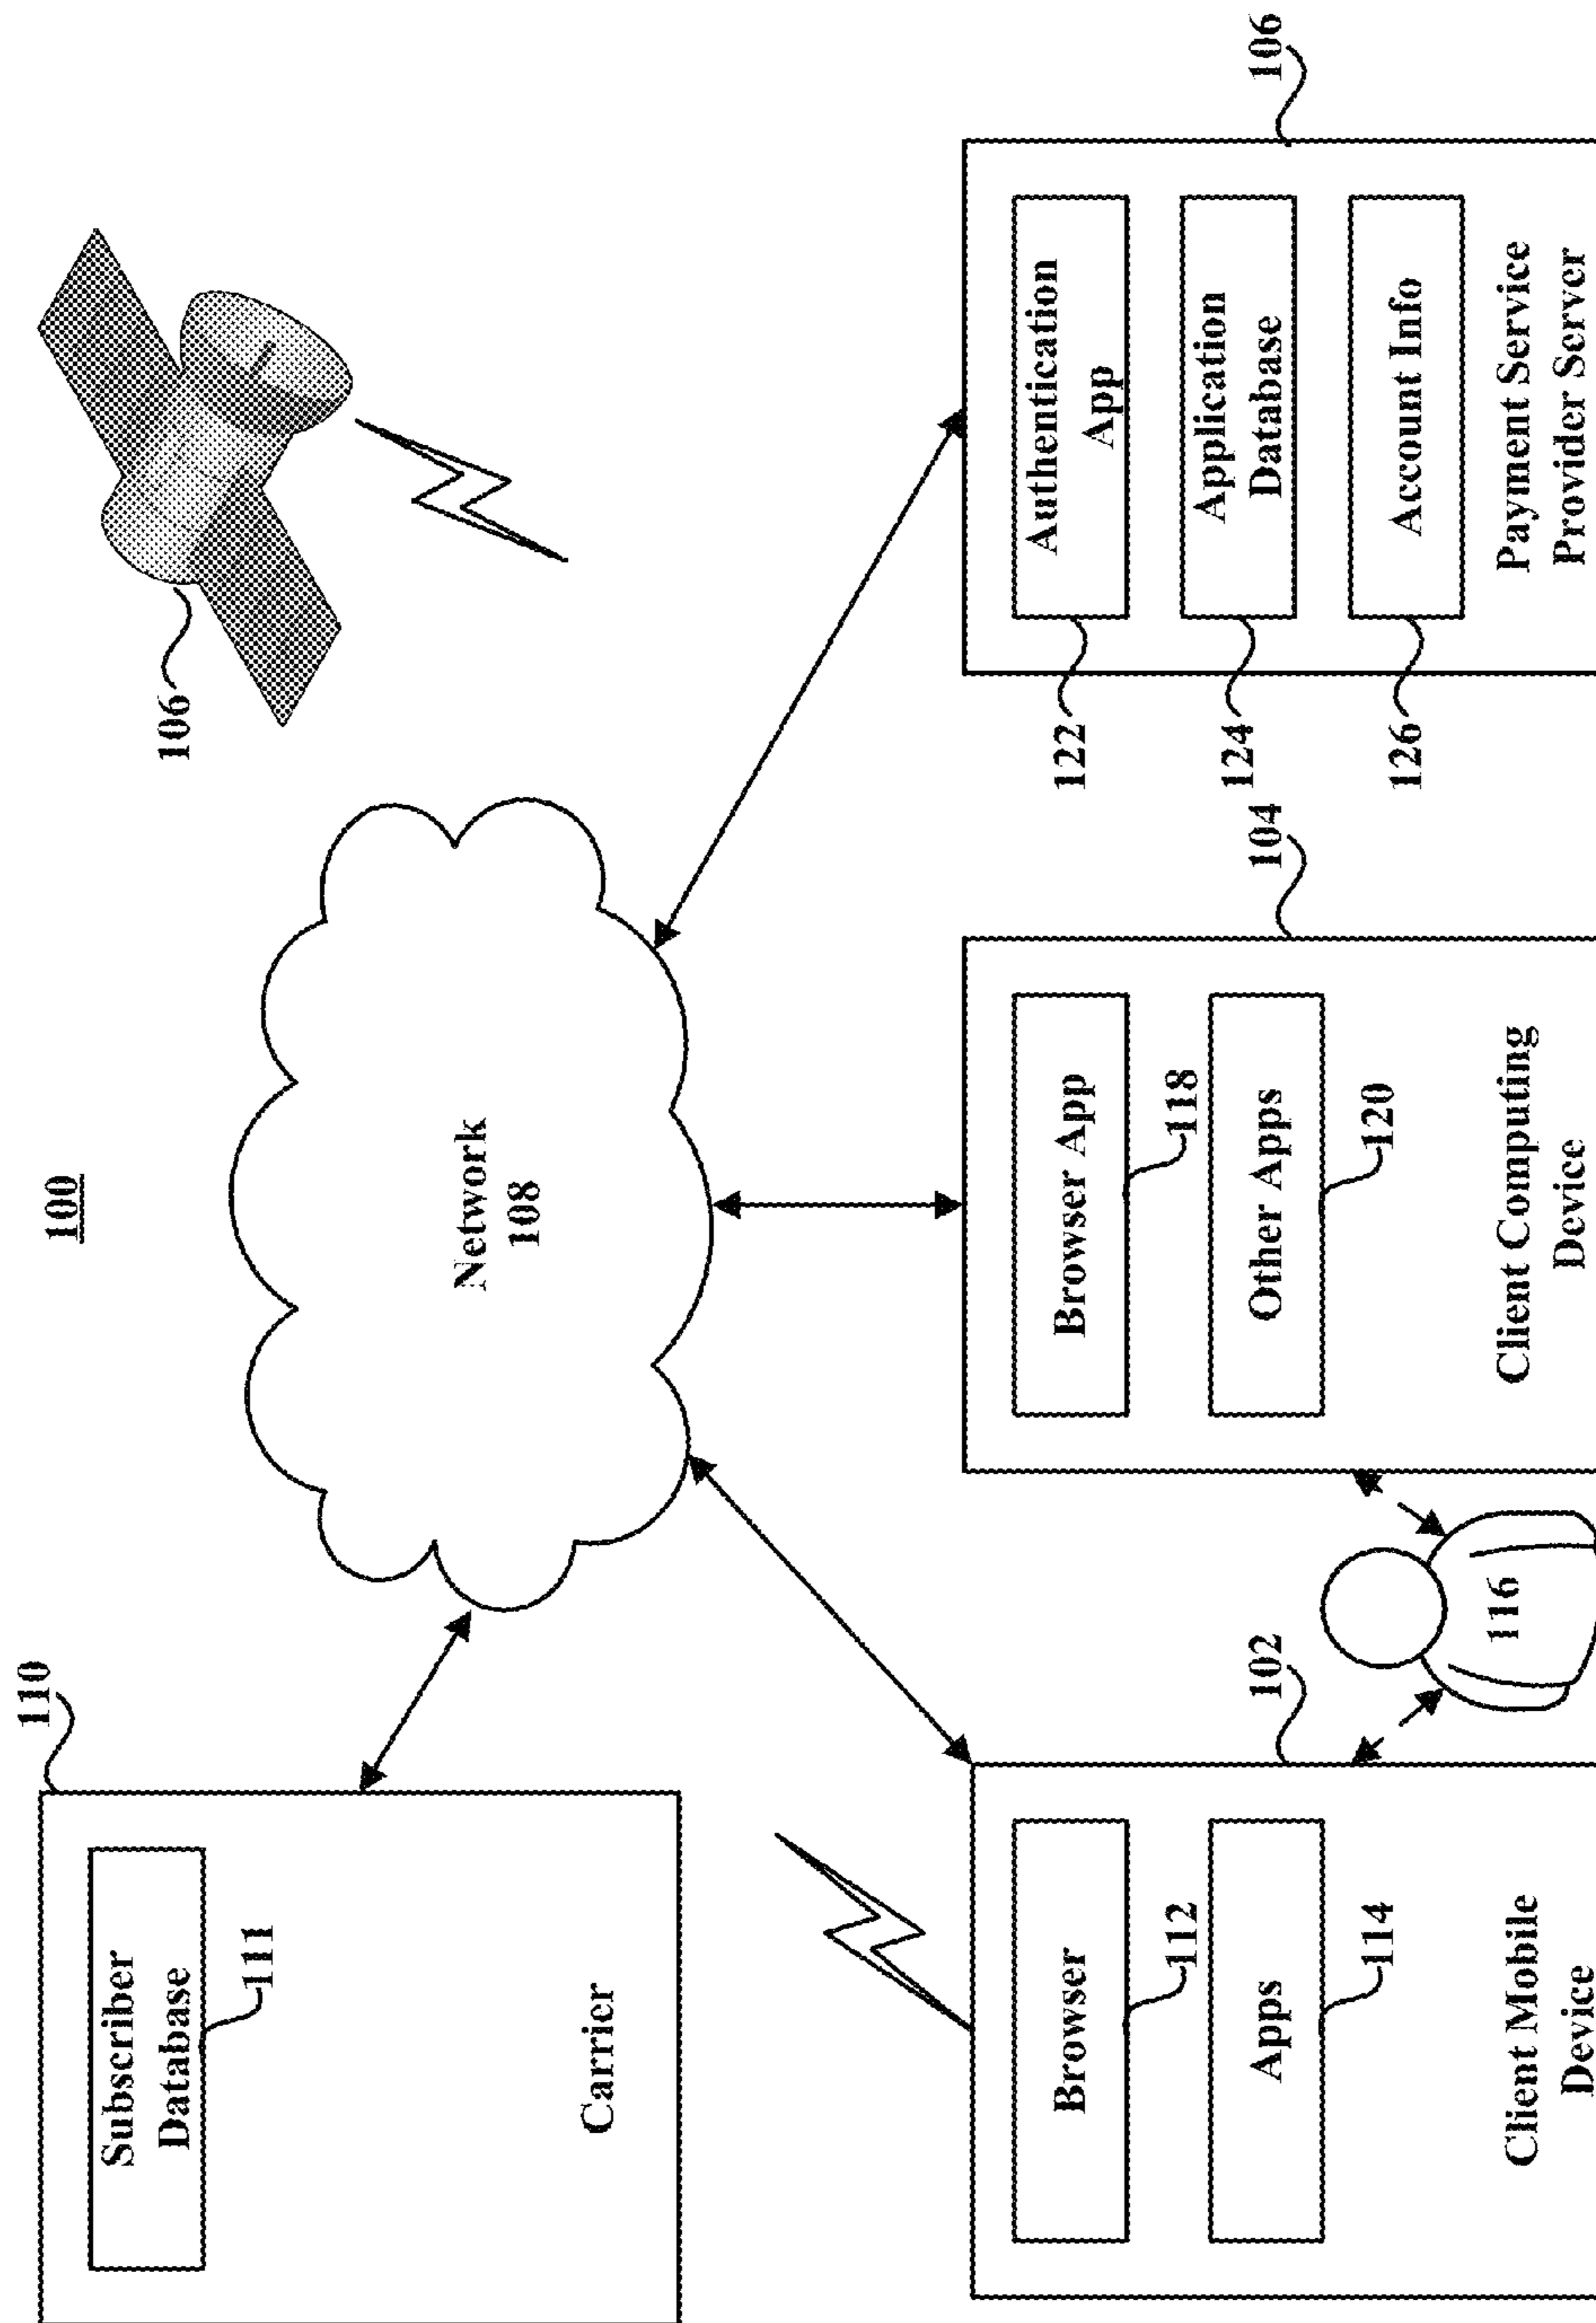 100
110
Subscriber
Database
111
Carrier
Network
108
106
102
Browser
112
Apps
114
Client Mobile
Device
116
104
Browser App
118
Other Apps
120
Client Computing
Device
106
122
Authentication
App
124
Application
Database
126
Account Info
Payment Service
Provider Server